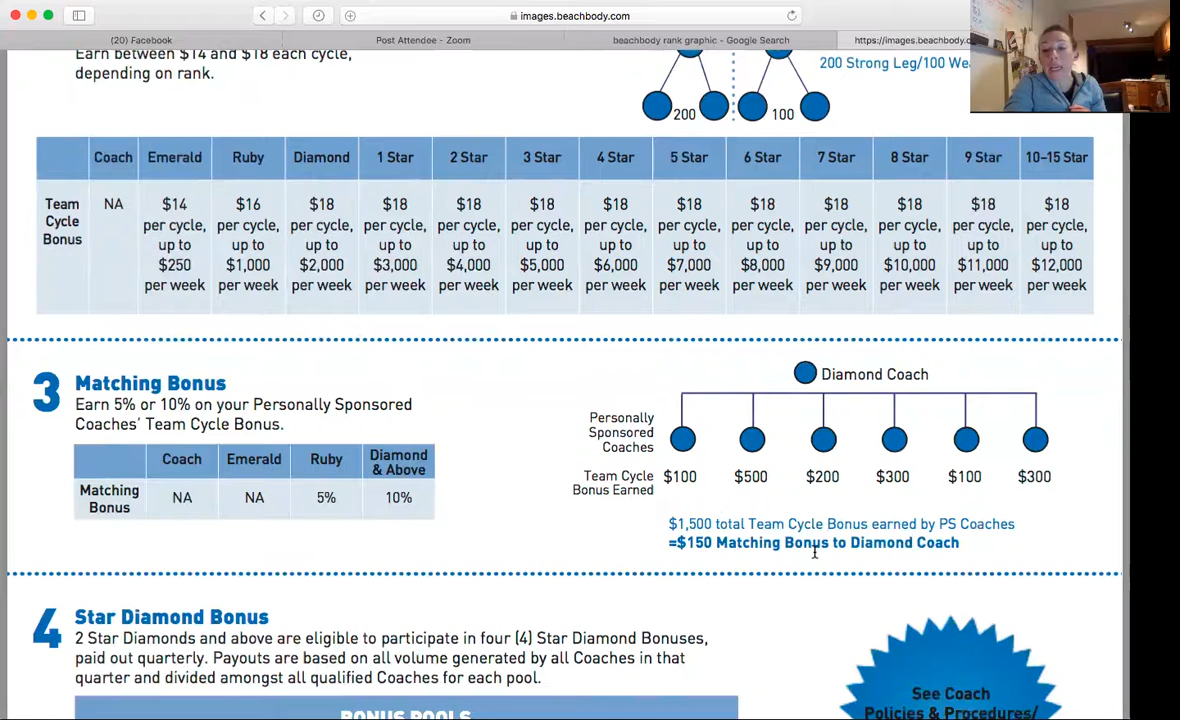 images.beachbody.com
(20) Facebook
Post Attendee - Zoom
beachbody rank graphic - Google Search
https://images.beachbody.c
Earn between $14 and $18 each cycle,
depending on rank.
200
100
200 Strong Leg/100 Wea
Coach Emerald Ruby Diamond 1 Star 2 Star 3 Star 4 Star 5 Star 6 Star 7 Star 8 Star 9 Star 10–15 Star
Team NA $14 $16 $18 $18 $18 $18 $18 $18 $18 $18 $18 $18 $18
Cycle per cycle, per cycle, per cycle, per cycle, per cycle, per cycle, per cycle, per cycle, per cycle, per cycle, per cycle, per cycle, per cycle,
Bonus up to up to up to up to up to up to up to up to up to up to up to up to up to
$250 $1,000 $2,000 $3,000 $4,000 $5,000 $6,000 $7,000 $8,000 $9,000 $10,000 $11,000 $12,000
per week per week per week per week per week per week per week per week per week per week per week per week per week
3 Matching Bonus
Earn 5% or 10% on your Personally Sponsored
Coaches' Team Cycle Bonus.
Coach Emerald Ruby Diamond
& Above
Matching
Bonus NA NA 5% 10%
Diamond Coach
Personally
Sponsored
Coaches
Team Cycle
Bonus Earned $100 $500 $200 $300 $100 $300
$1,500 total Team Cycle Bonus earned by PS Coaches
=$150 Matching Bonus to Diamond Coach
4 Star Diamond Bonus
2 Star Diamonds and above are eligible to participate in four (4) Star Diamond Bonuses,
paid out quarterly. Payouts are based on all volume generated by all Coaches in that
quarter and divided amongst all qualified Coaches for each pool.
BONUS POOLS
See Coach
Policies & Procedures/